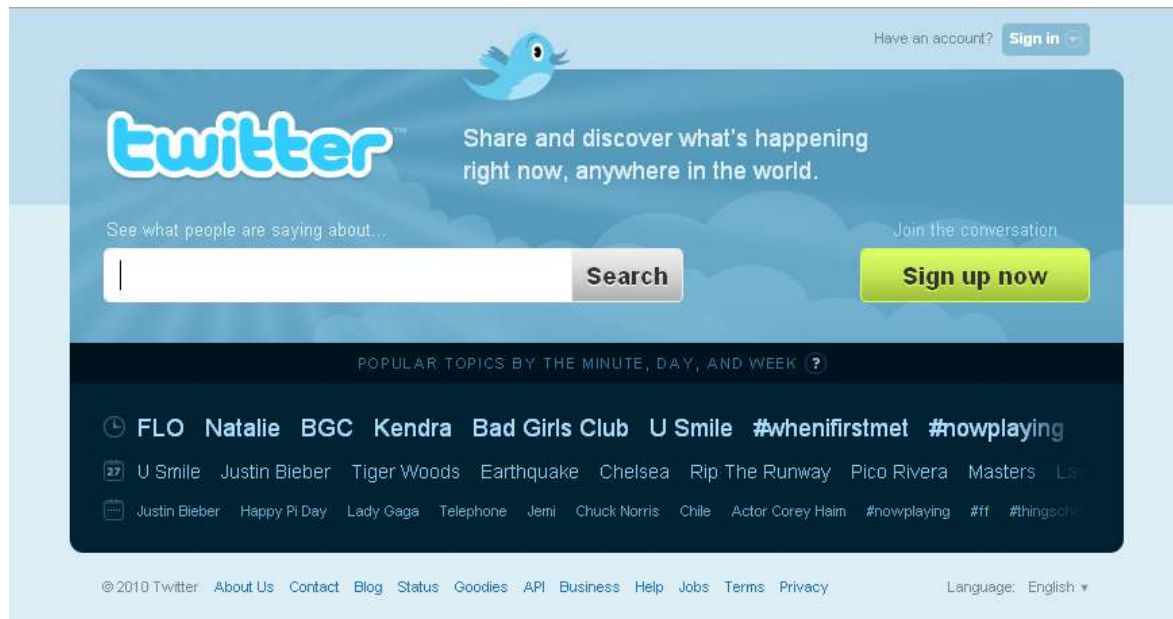 Have an account? Sign in
twitter™
Share and discover what's happening
right now, anywhere in the world.
See what people are saying about...
Join the conversation
Search
Sign up now
POPULAR TOPICS BY THE MINUTE, DAY, AND WEEK ?
FLO Natalie BGC Kendra Bad Girls Club U Smile #whenifirstmet #nowplaying
27 U Smile Justin Bieber Tiger Woods Earthquake Chelsea Rip The Runway Pico Rivera Masters
Justin Bieber Happy Pi Day Lady Gaga Telephone Jemi Chuck Norris Chile Actor Corey Haim #nowplaying #ff
© 2010 Twitter About Us Contact Blog Status Goodies API Business Help Jobs Terms Privacy Language: English